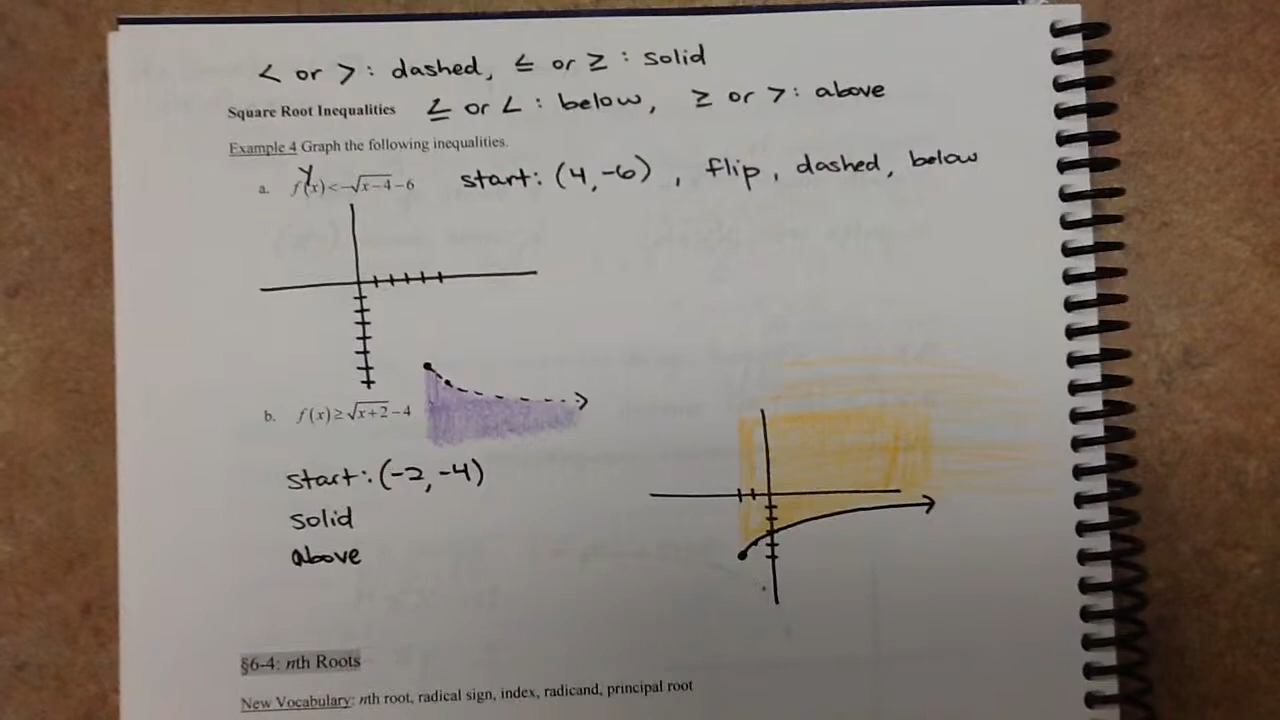 < or >: dashed, ≤ or ≥: solid
Square Root Inequalities ≤ or <: below, ≥ or >: above
Example 4 Graph the following inequalities.
y
a. f(x)<-√x-4-6 start: (4,-6), flip, dashed, below
b. f(x)≥√x+2-4
start: (-2,-4)
solid
above
§6-4: nth Roots
New Vocabulary: nth root, radical sign, index, radicand, principal root